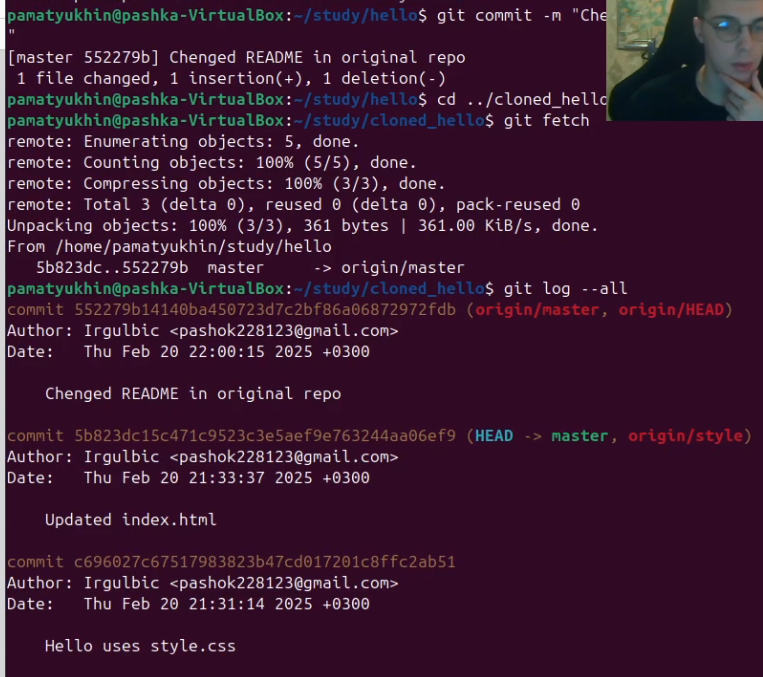 pamatyukhin@pashka-VirtualBox:~/study/hello$ git commit -m "Che
"
[master 552279b] Chenged README in original repo
 1 file changed, 1 insertion(+), 1 deletion(-)
pamatyukhin@pashka-VirtualBox:~/study/hello$ cd ../cloned_hello
pamatyukhin@pashka-VirtualBox:~/study/cloned_hello$ git fetch
remote: Enumerating objects: 5, done.
remote: Counting objects: 100% (5/5), done.
remote: Compressing objects: 100% (3/3), done.
remote: Total 3 (delta 0), reused 0 (delta 0), pack-reused 0
Unpacking objects: 100% (3/3), 361 bytes | 361.00 KiB/s, done.
From /home/pamatyukhin/study/hello
   5b823dc..552279b  master     -> origin/master
pamatyukhin@pashka-VirtualBox:~/study/cloned_hello$ git log --all
commit 552279b14140ba450723d7c2bf86a06872972fdb (origin/master, origin/HEAD)
Author: Irgulbic <pashok228123@gmail.com>
Date:   Thu Feb 20 22:00:15 2025 +0300

    Chenged README in original repo

commit 5b823dc15c471c9523c3e5aef9e763244aa06ef9 (HEAD -> master, origin/style)
Author: Irgulbic <pashok228123@gmail.com>
Date:   Thu Feb 20 21:33:37 2025 +0300

    Updated index.html

commit c696027c67517983823b47cd017201c8ffc2ab51
Author: Irgulbic <pashok228123@gmail.com>
Date:   Thu Feb 20 21:31:14 2025 +0300

    Hello uses style.css